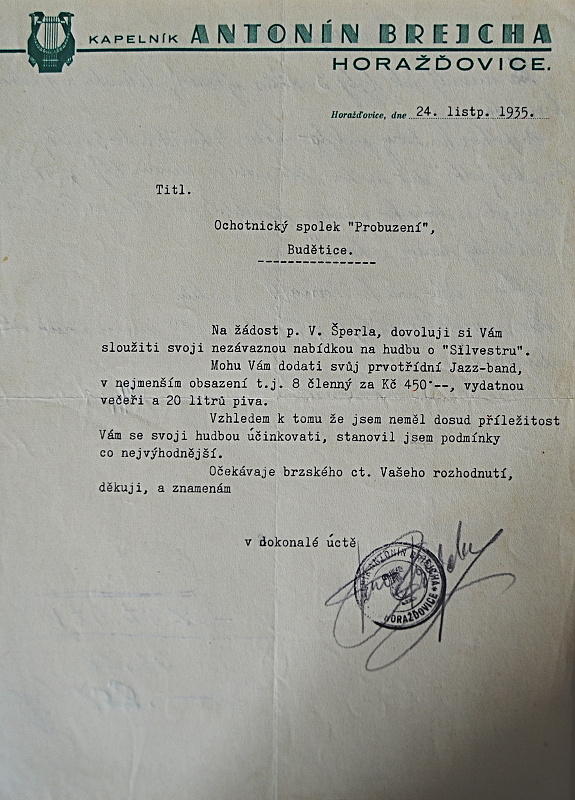 KAPELNÍK ANTONÍN BREJCHA
HORAŽĎOVICE.
Horažďovice, dne 24. listp. 1935.
Titl.
Ochotnický spolek "Probuzení",
Budětice.
----------------
Na žádost p. V. Šperla, dovoluji si Vám
sloužiti svoji nezávaznou nabídkou na hudbu o "Silvestru".
Mohu Vám dodati svůj prvotřídní Jazz-band,
v nejmenším obsazení t.j. 8 členný za Kč 450·--, vydatnou
večeři a 20 litrů piva.
Vzhledem k tomu že jsem neměl dosud příležitost
Vám se svoji hudbou účinkovati, stanovil jsem podmínky
co nejvýhodnější.
Očekávaje brzského ct. Vašeho rozhodnutí,
děkuji, a znamenám
v dokonalé úctě
ANTONÍN BREJCHA
HORAŽĎOVICE